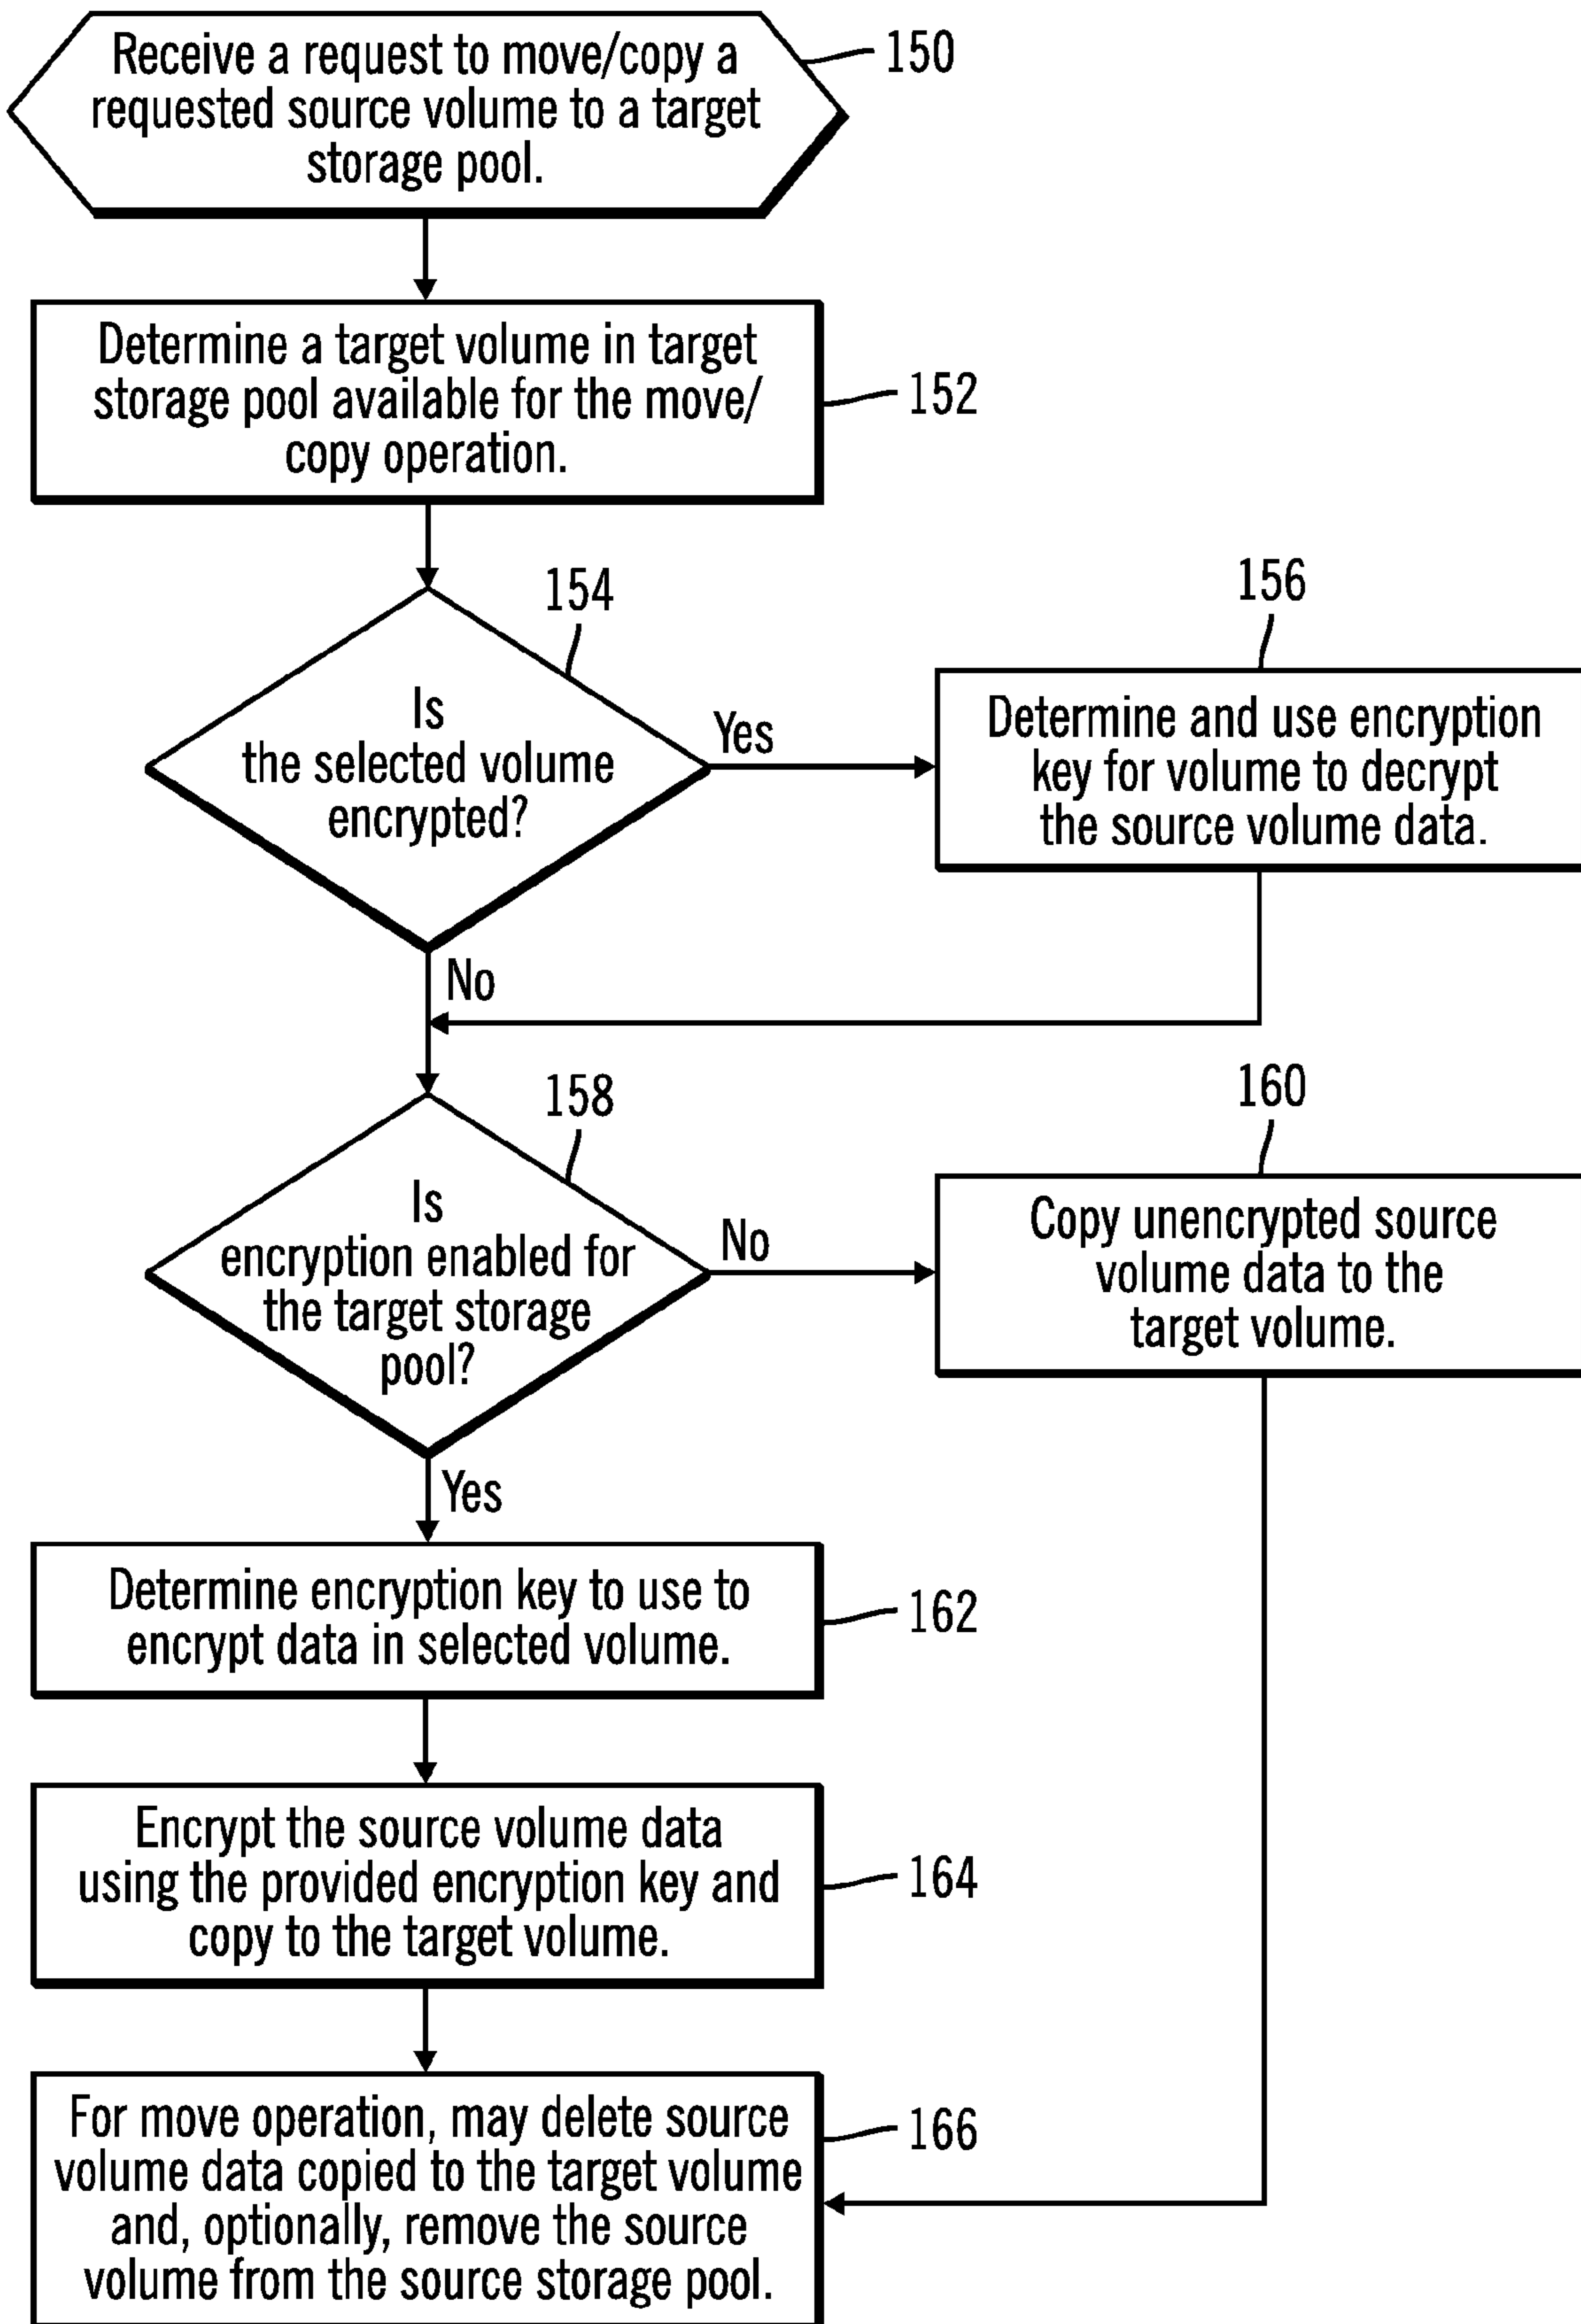 Receive a request to move/copy a
requested source volume to a target
storage pool.
150
Determine a target volume in target
storage pool available for the move/
copy operation.
152
154
Is
the selected volume
encrypted?
Yes
No
156
Determine and use encryption
key for volume to decrypt
the source volume data.
158
Is
encryption enabled for
the target storage
pool?
No
Yes
160
Copy unencrypted source
volume data to the
target volume.
Determine encryption key to use to
encrypt data in selected volume.
162
Encrypt the source volume data
using the provided encryption key and
copy to the target volume.
164
For move operation, may delete source
volume data copied to the target volume
and, optionally, remove the source
volume from the source storage pool.
166